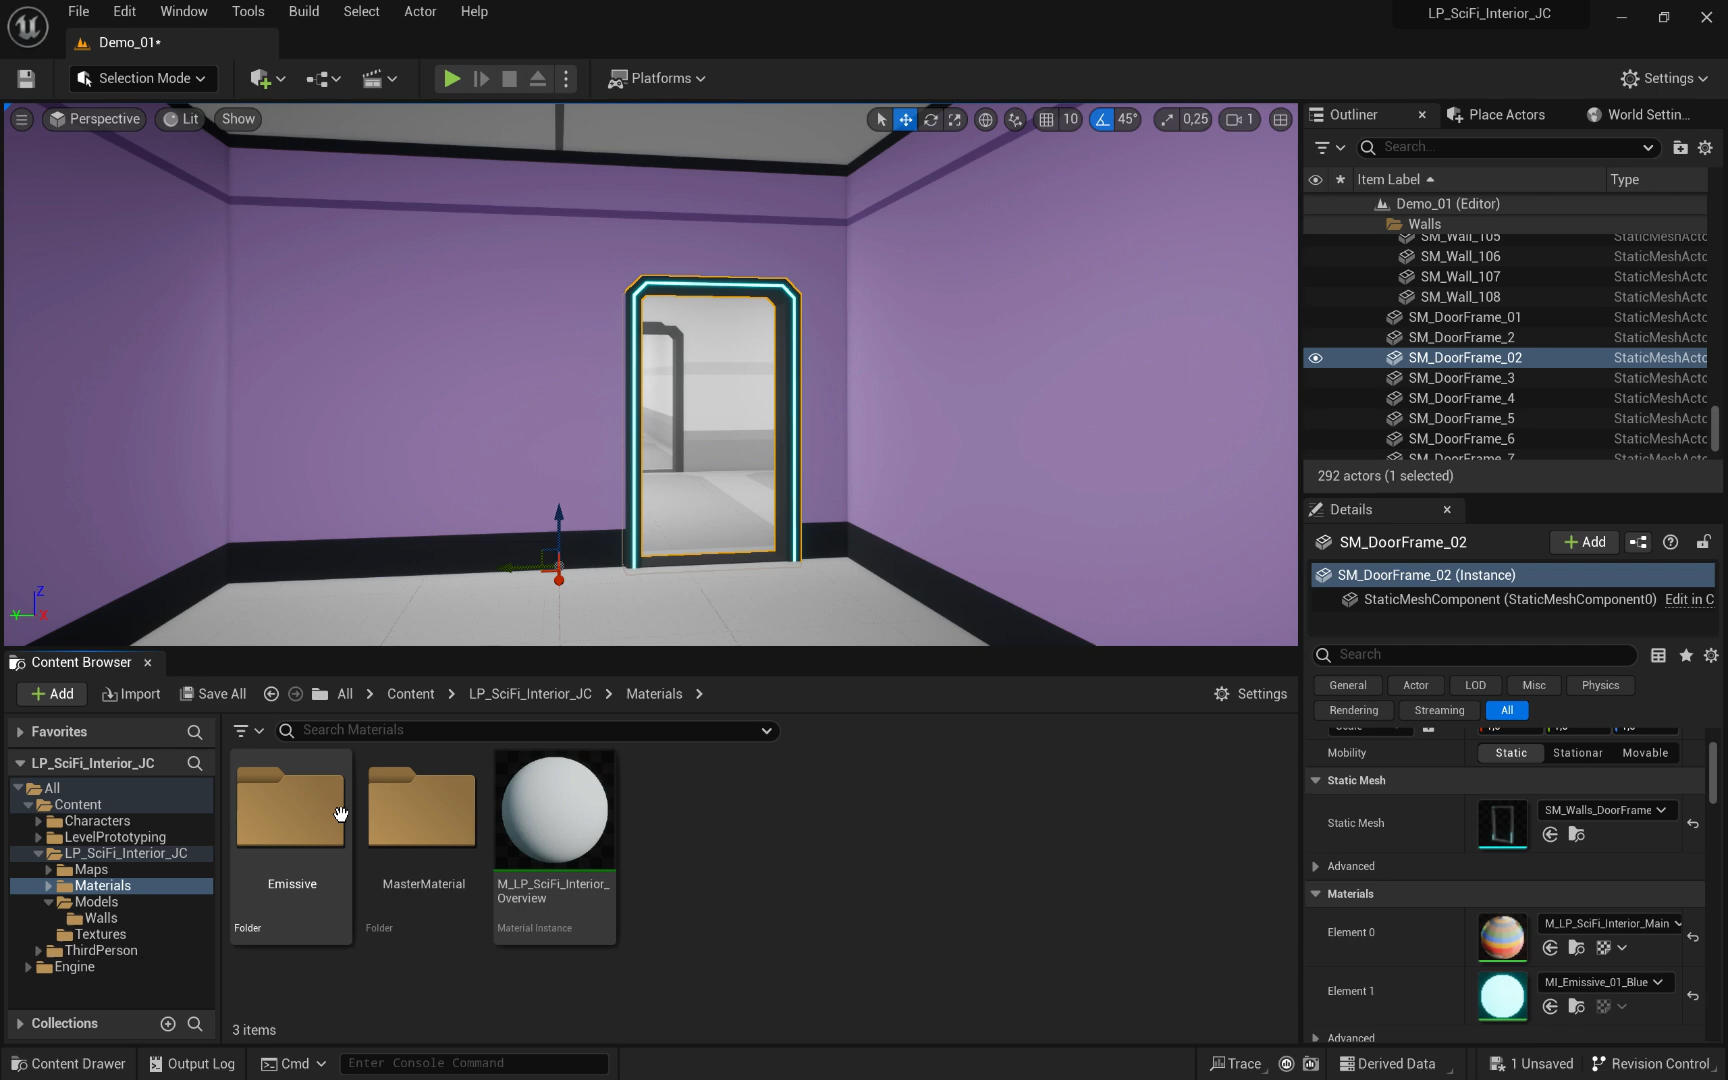 File Edit Window Tools Build Select Actor Help
LP_SciFi_Interior_JC
Demo_01*
Selection Mode
Platforms
Settings
Perspective Lit Show
10 45° 0,25 1
Outliner Place Actors World Settin...
Search...
Item Label Type
Demo_01 (Editor)
Walls
SM_Wall_105 StaticMeshActo
SM_Wall_106 StaticMeshActo
SM_Wall_107 StaticMeshActo
SM_Wall_108 StaticMeshActo
SM_DoorFrame_01 StaticMeshActo
SM_DoorFrame_2 StaticMeshActo
SM_DoorFrame_02 StaticMeshActo
SM_DoorFrame_3 StaticMeshActo
SM_DoorFrame_4 StaticMeshActo
SM_DoorFrame_5 StaticMeshActo
SM_DoorFrame_6 StaticMeshActo
SM_DoorFrame_7 StaticMeshActo
292 actors (1 selected)
Details
SM_DoorFrame_02 Add
SM_DoorFrame_02 (Instance)
StaticMeshComponent (StaticMeshComponent0) Edit in C
Search
General Actor LOD Misc Physics
Rendering Streaming All
Mobility Static Stationary Movable
Static Mesh
Static Mesh SM_Walls_DoorFrame
Advanced
Materials
Element 0 M_LP_SciFi_Interior_Main
Element 1 MI_Emissive_01_Blue
Advanced
Z
Y X
Content Browser
Add Import Save All All Content LP_SciFi_Interior_JC Materials Settings
Favorites
Search Materials
LP_SciFi_Interior_JC
All
Content
Characters
LevelPrototyping
LP_SciFi_Interior_JC
Maps
Materials
Models
Walls
Textures
ThirdPerson
Engine
Collections
Emissive
Folder
MasterMaterial
Folder
M_LP_SciFi_Interior_
Overview
Material Instance
3 items
Content Drawer Output Log Cmd Enter Console Command Trace Derived Data 1 Unsaved Revision Control